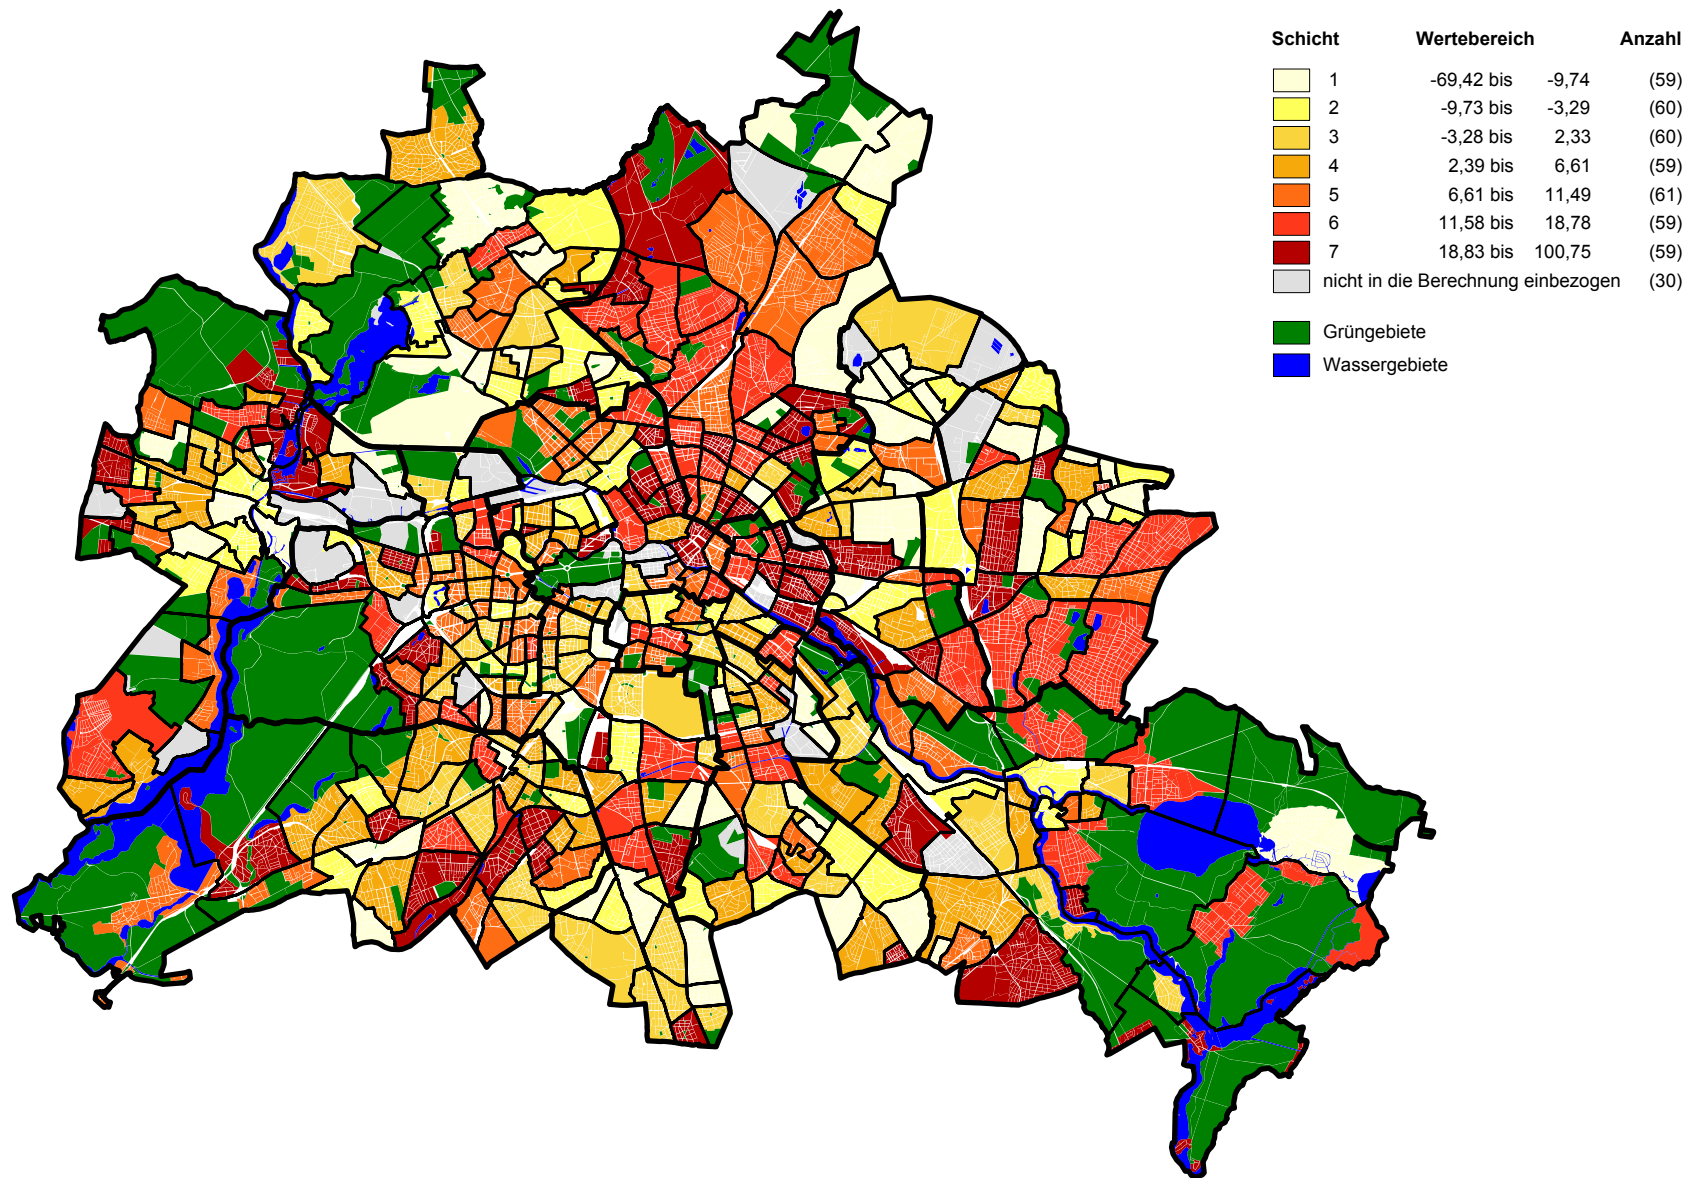 Schicht Wertebereich Anzahl
1 -69,42 bis -9,74 (59)
2 -9,73 bis -3,29 (60)
3 -3,28 bis 2,33 (60)
4 2,39 bis 6,61 (59)
5 6,61 bis 11,49 (61)
6 11,58 bis 18,78 (59)
7 18,83 bis 100,75 (59)
nicht in die Berechnung einbezogen (30)
Grüngebiete
Wassergebiete